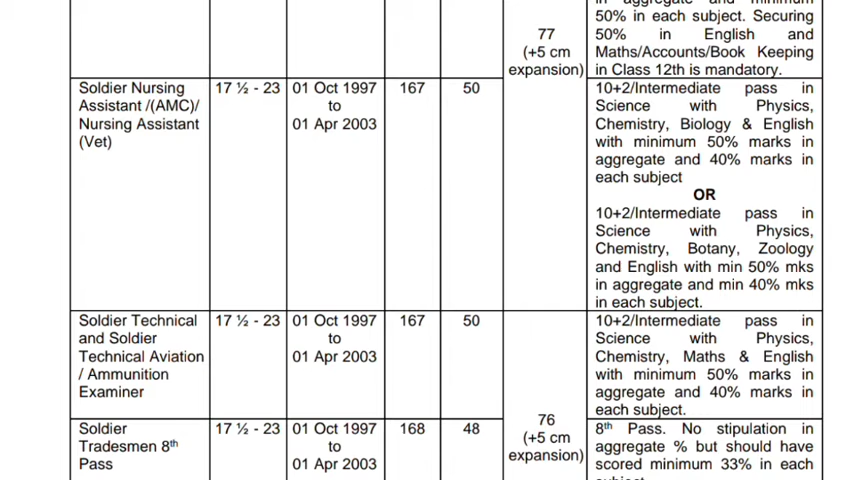 in aggregate and minimum
50% in each subject. Securing
50% in English and
Maths/Accounts/Book Keeping
in Class 12th is mandatory.
77
(+5 cm
expansion)
Soldier Nursing
Assistant /(AMC)/
Nursing Assistant
(Vet)
17 ½ - 23
01 Oct 1997
to
01 Apr 2003
167
50
10+2/Intermediate pass in
Science with Physics,
Chemistry, Biology & English
with minimum 50% marks in
aggregate and 40% marks in
each subject
OR
10+2/Intermediate pass in
Science with Physics,
Chemistry, Botany, Zoology
and English with min 50% mks
in aggregate and min 40% mks
in each subject.
Soldier Technical
and Soldier
Technical Aviation
/ Ammunition
Examiner
17 ½ - 23
01 Oct 1997
to
01 Apr 2003
167
50
10+2/Intermediate pass in
Science with Physics,
Chemistry, Maths & English
with minimum 50% marks in
aggregate and 40% marks in
each subject.
76
(+5 cm
expansion)
Soldier
Tradesmen 8th
Pass
17 ½ - 23
01 Oct 1997
to
01 Apr 2003
168
48
8th Pass. No stipulation in
aggregate % but should have
scored minimum 33% in each